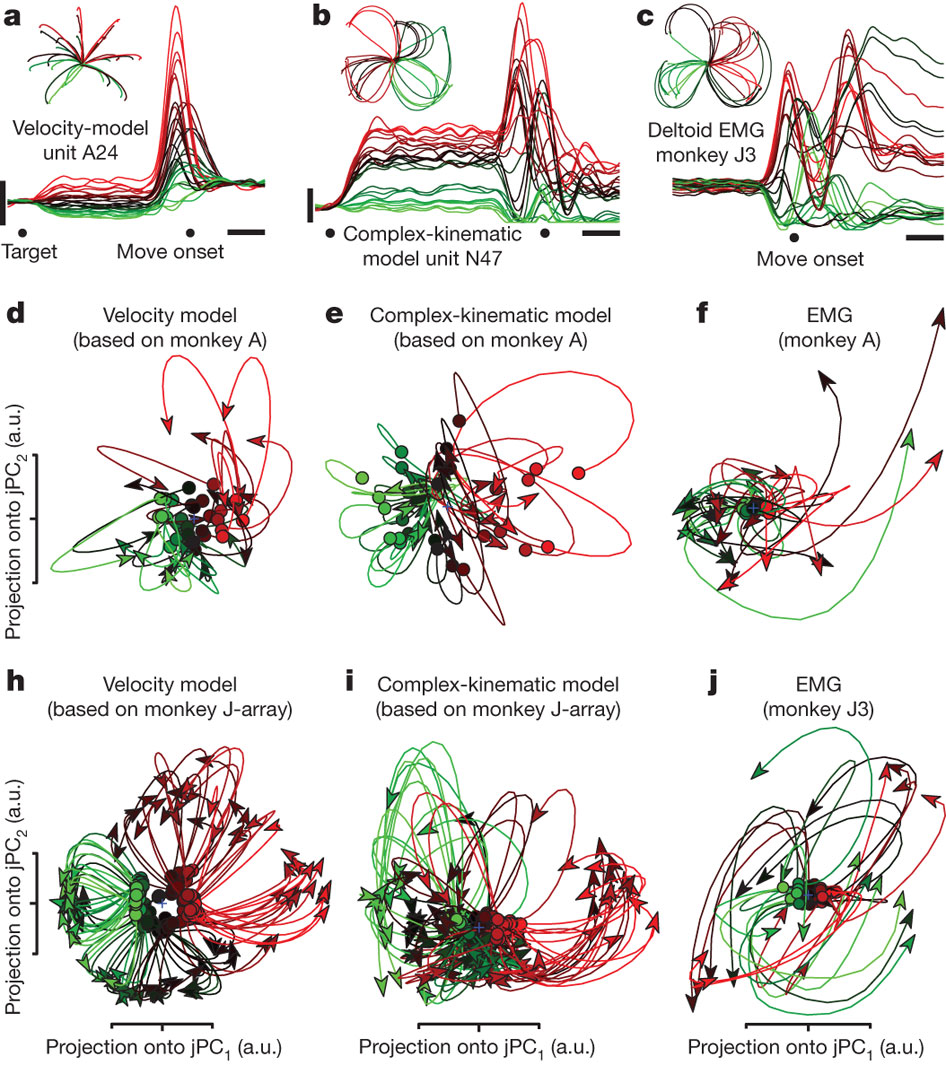 a
Velocity-model
unit A24
Target
Move onset
b
Complex-kinematic
model unit N47
c
Deltoid EMG
monkey J3
Move onset
d
Velocity model
(based on monkey A)
e
Complex-kinematic model
(based on monkey A)
f
EMG
(monkey A)
Projection onto jPC2 (a.u.)
h
Velocity model
(based on monkey J-array)
i
Complex-kinematic model
(based on monkey J-array)
j
EMG
(monkey J3)
Projection onto jPC2 (a.u.)
Projection onto jPC1 (a.u.)
Projection onto jPC1 (a.u.)
Projection onto jPC1 (a.u.)